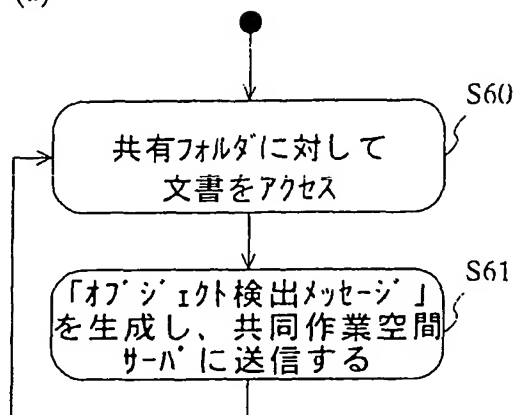 S60
共有フォルダに対して
文書をアクセス
S61
「オブジェクト検出メッセージ」
を生成し、共同作業空間
サーバに送信する